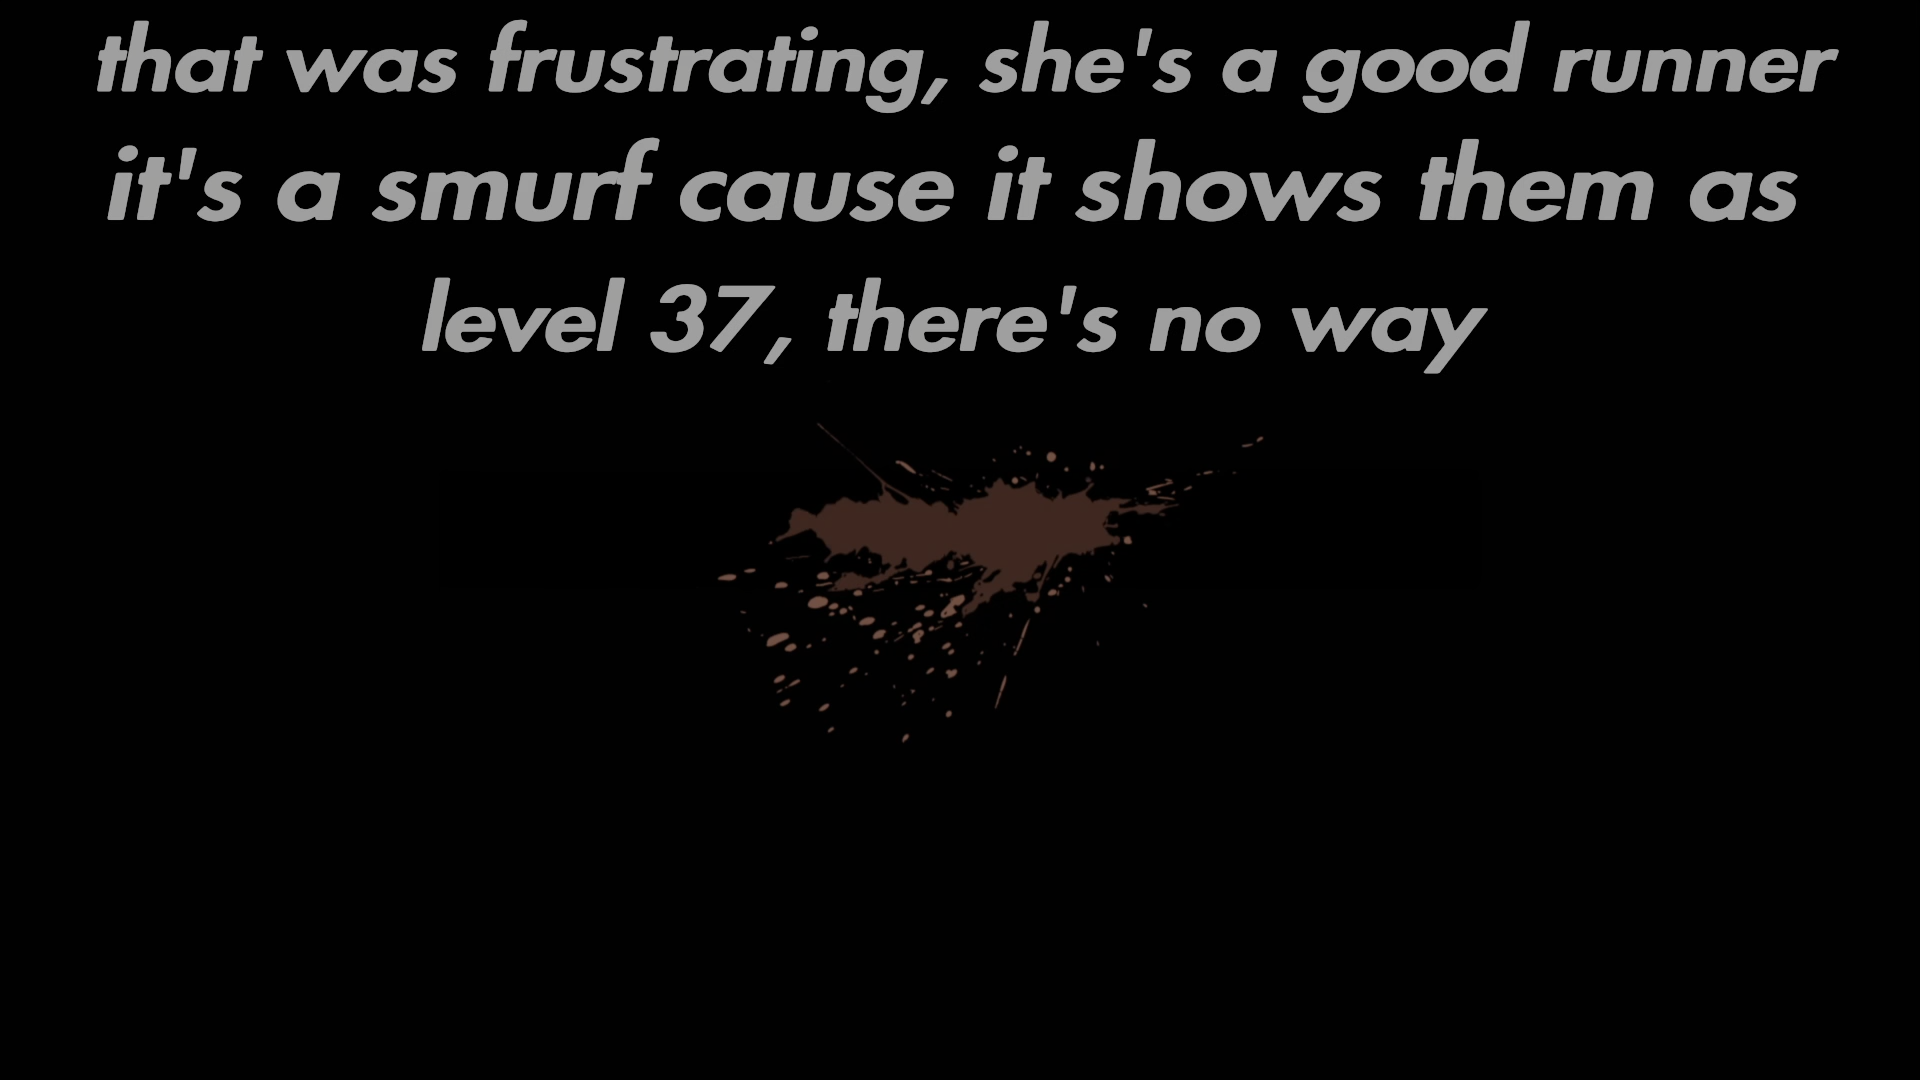 that was frustrating, she's a good runner
it's a smurf cause it shows them as
level 37, there's no way